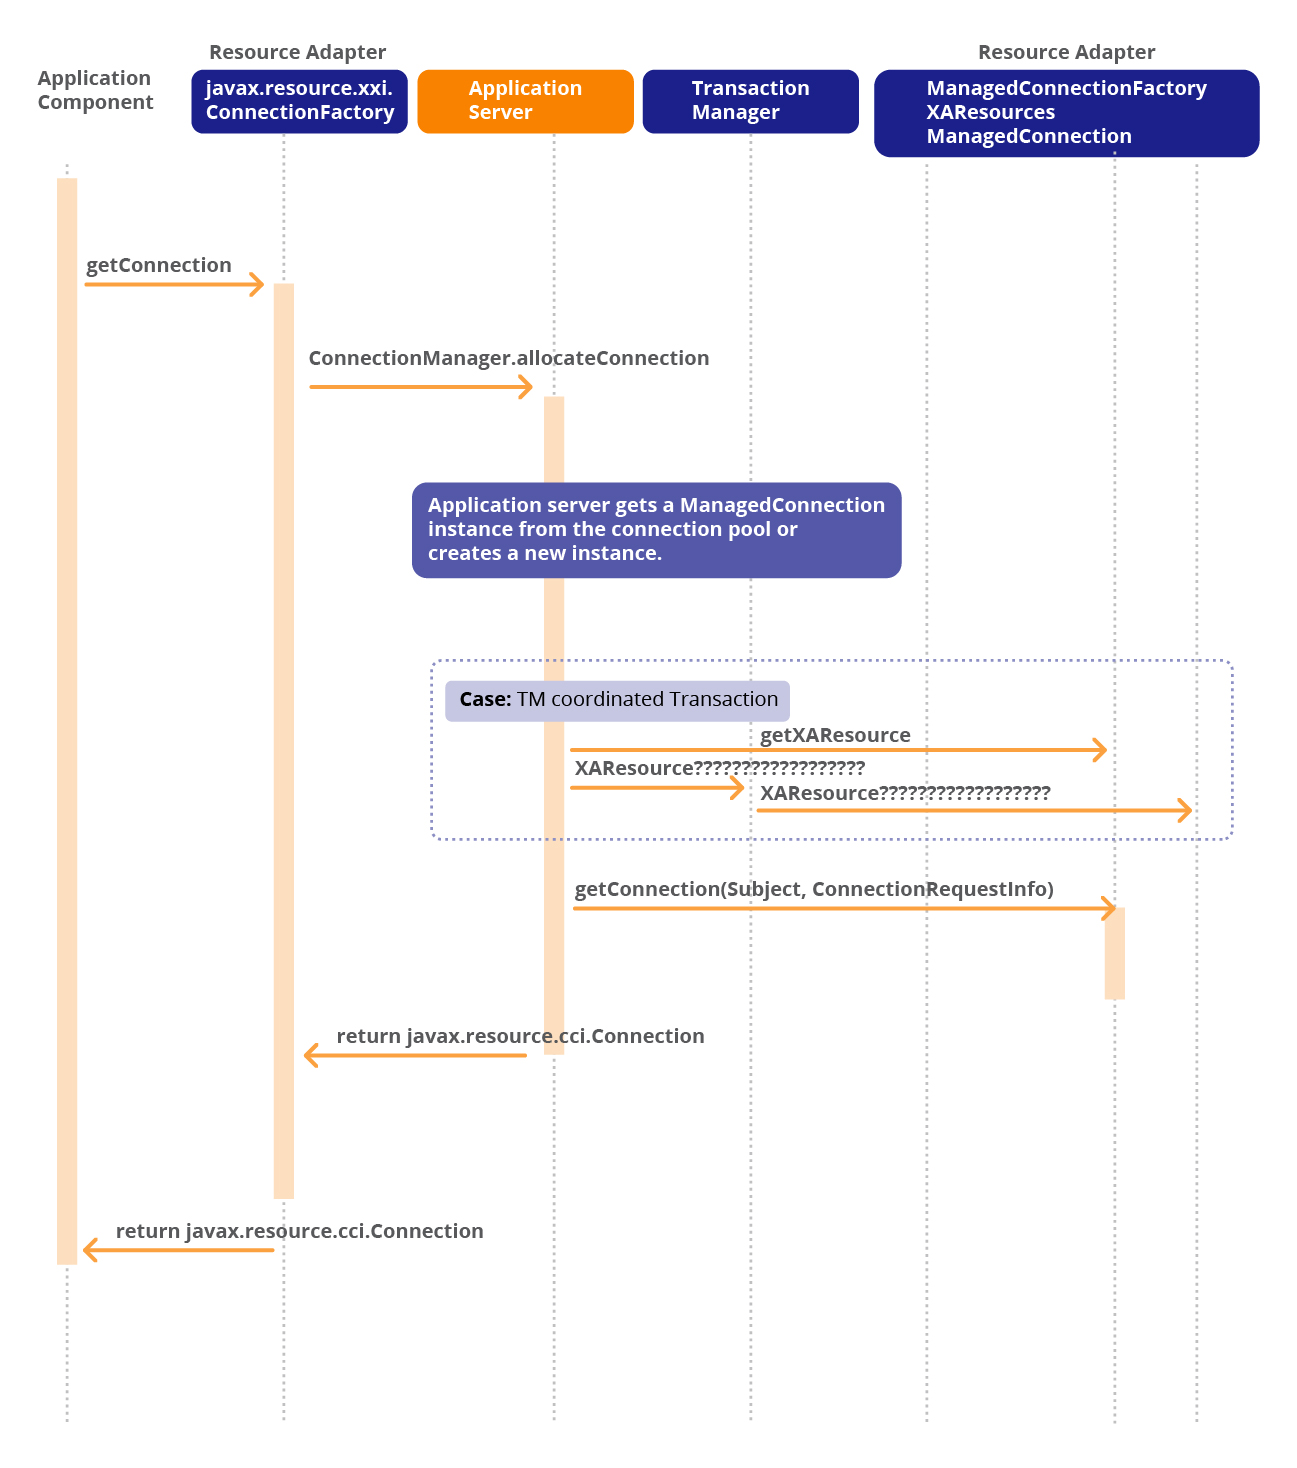 Resource Adapter
Resource Adapter
Application
Component
javax.resource.xxi.
ConnectionFactory
Application
Server
Transaction
Manager
ManagedConnectionFactory
XAResources
ManagedConnection
getConnection
ConnectionManager.allocateConnection
Application server gets a ManagedConnection
instance from the connection pool or
creates a new instance.
Case: TM coordinated Transaction
getXAResource
XAResource??????????????????
XAResource??????????????????
getConnection(Subject, ConnectionRequestInfo)
return javax.resource.cci.Connection
return javax.resource.cci.Connection